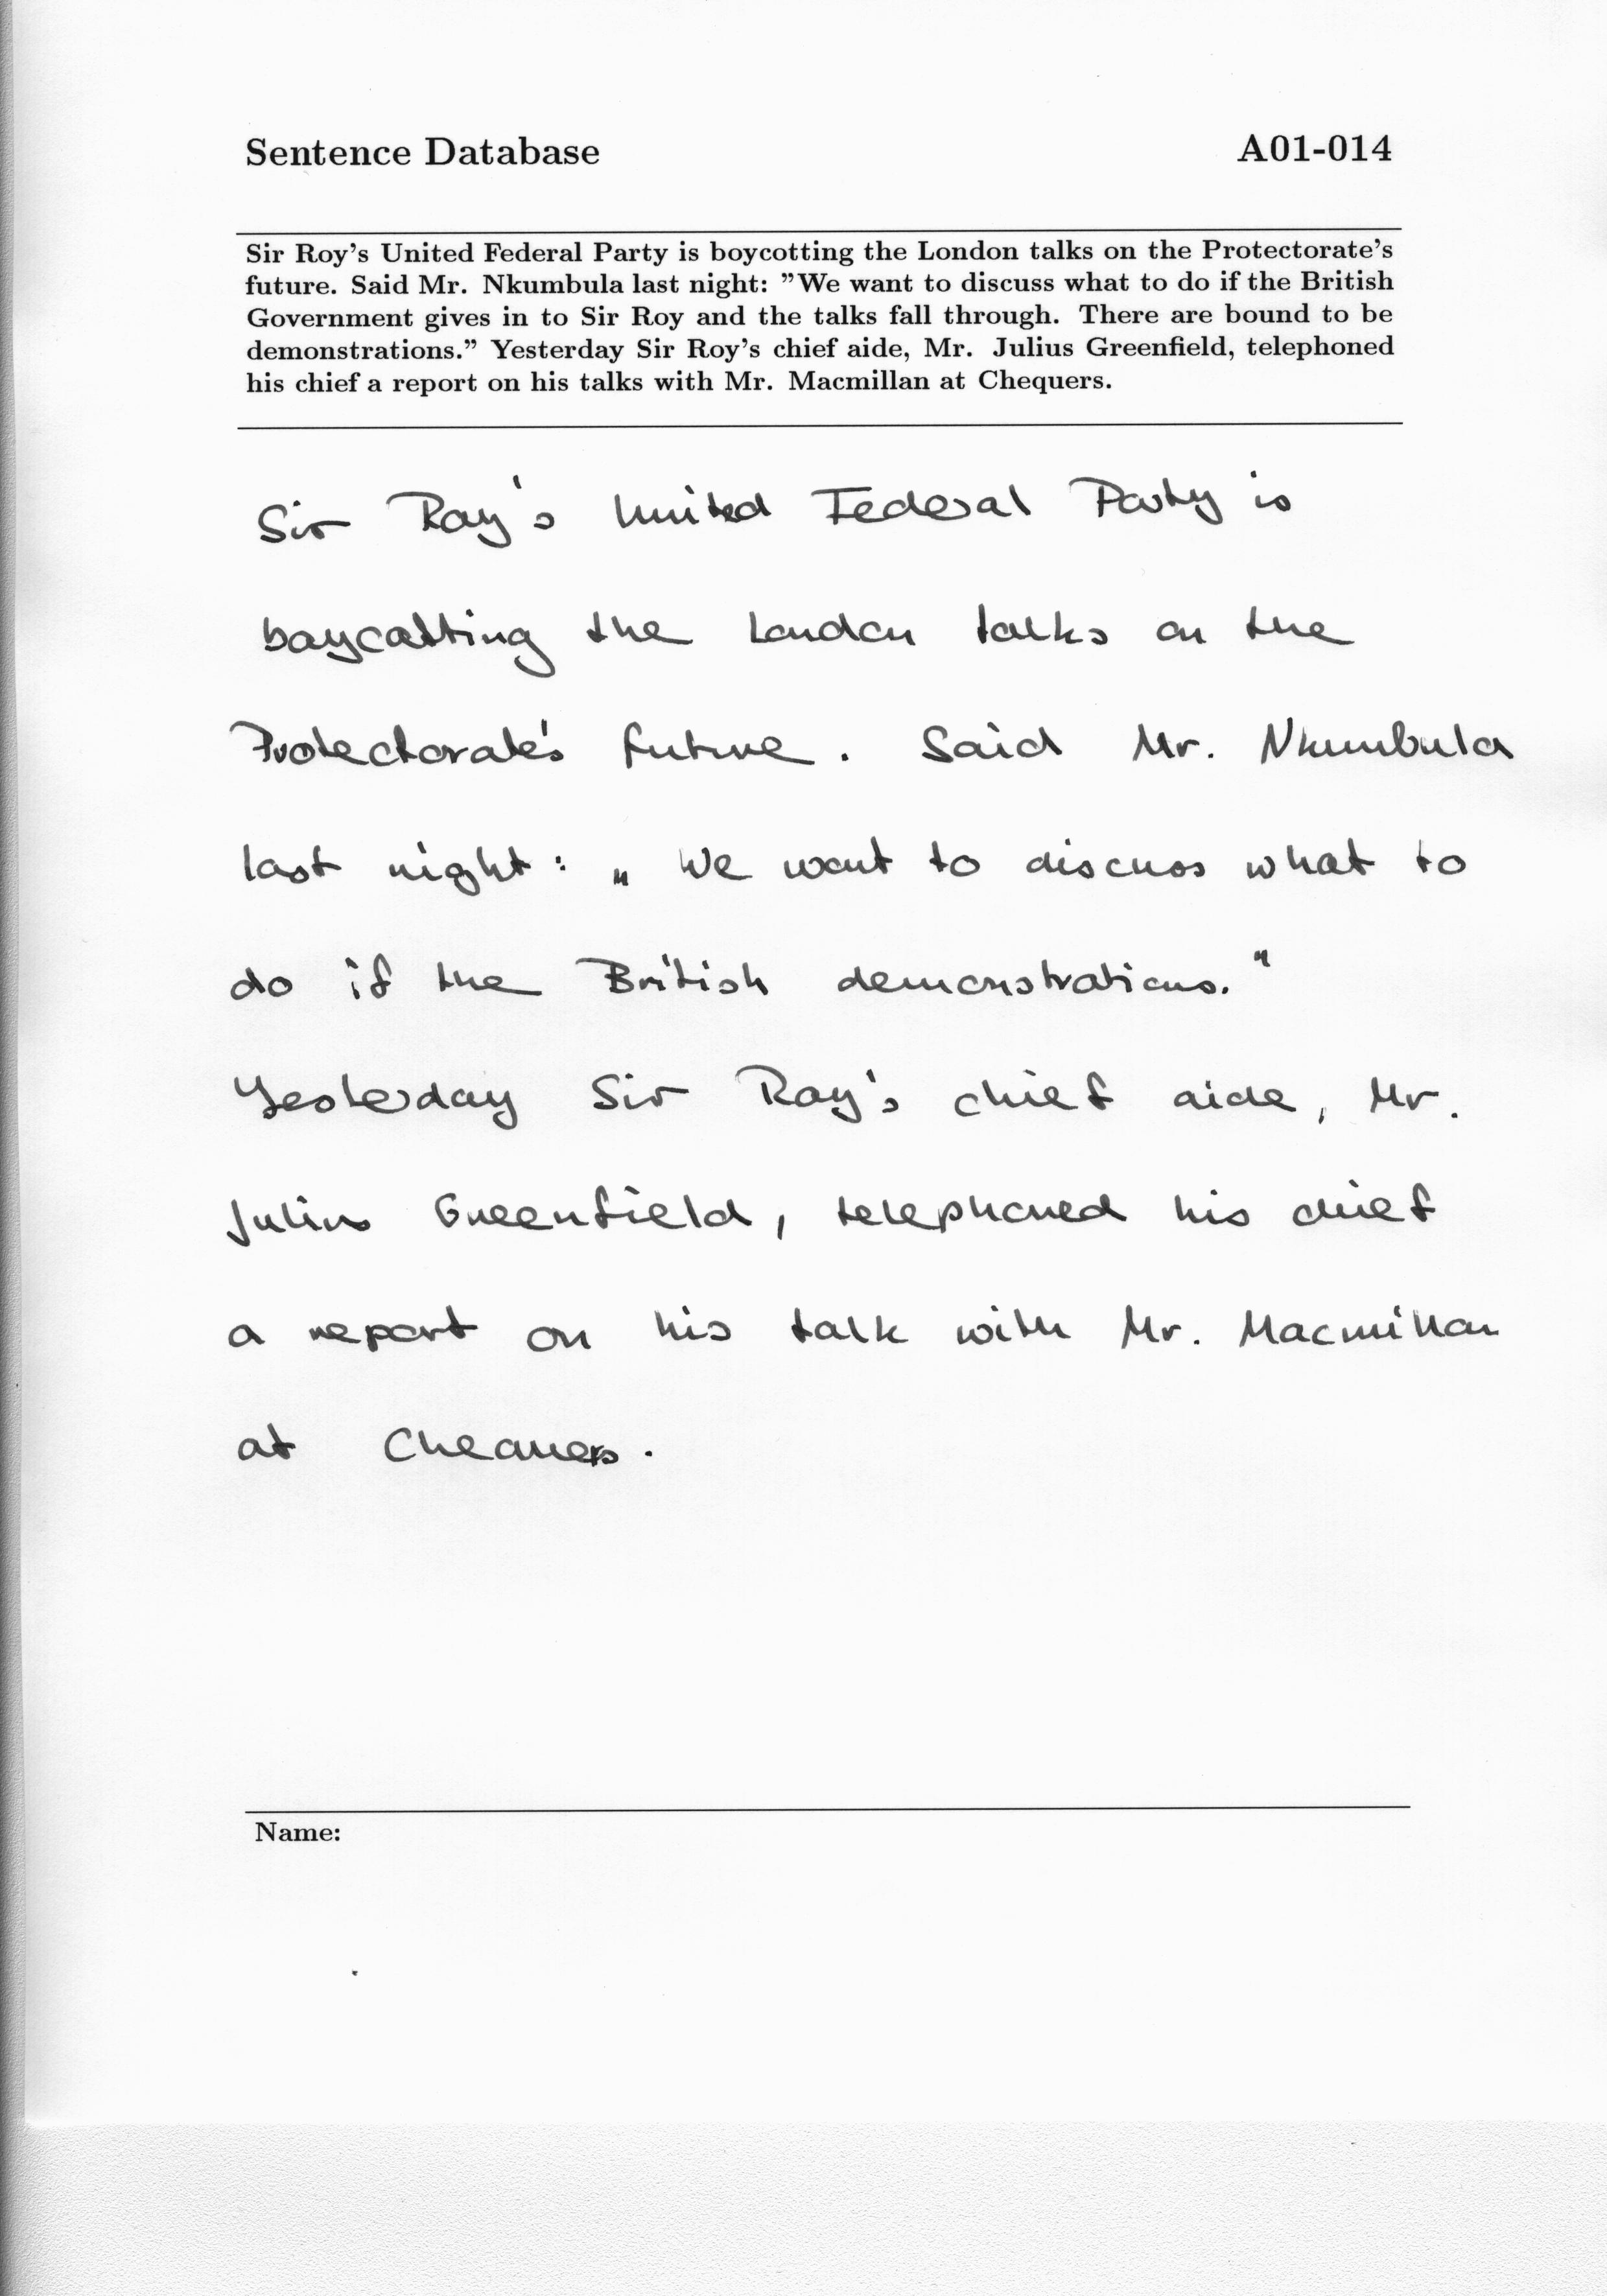 Sentence Database A01-014
Sir Roy's United Federal Party is boycotting the London talks on the Protectorate's
future. Said Mr. Nkumbula last night: "We want to discuss what to do if the British
Government gives in to Sir Roy and the talks fall through. There are bound to be
demonstrations." Yesterday Sir Roy's chief aide, Mr. Julius Greenfield, telephoned
his chief a report on his talks with Mr. Macmillan at Chequers.
Sir Roy's United Federal Party is
boycotting the London talks on the
Protectorate's future. Said Mr. Nkumbula
last night: „We want to discuss what to
do if the British demonstrations."
Yesterday Sir Roy's chief aide, Mr.
Julius Greenfield, telephoned his chief
a report on his talk with Mr. Macmillan
at Chequers.
Name: